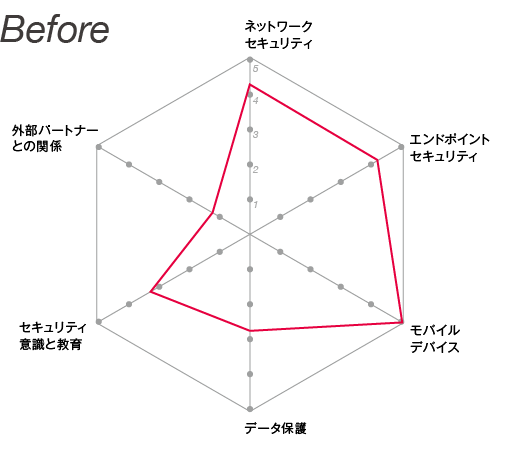 Before
ネットワーク
セキュリティ
5
4
3
2
1
外部パートナー
との関係
エンドポイント
セキュリティ
セキュリティ
意識と教育
モバイル
デバイス
データ保護